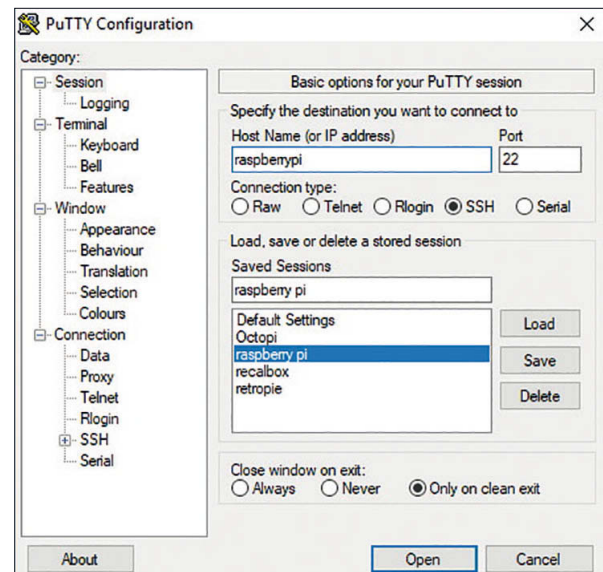 PuTTY Configuration
Category:
Session
Logging
Terminal
Keyboard
Bell
Features
Window
Appearance
Behaviour
Translation
Selection
Colours
Connection
Data
Proxy
Telnet
Rlogin
SSH
Serial
Basic options for your PuTTY session
Specify the destination you want to connect to
Host Name (or IP address) Port
raspberrypi 22
Connection type:
Raw Telnet Rlogin SSH Serial
Load, save or delete a stored session
Saved Sessions
raspberry pi
Default Settings
Octopi
raspberry pi
recalbox
retropie
Load
Save
Delete
Close window on exit:
Always Never Only on clean exit
About Open Cancel